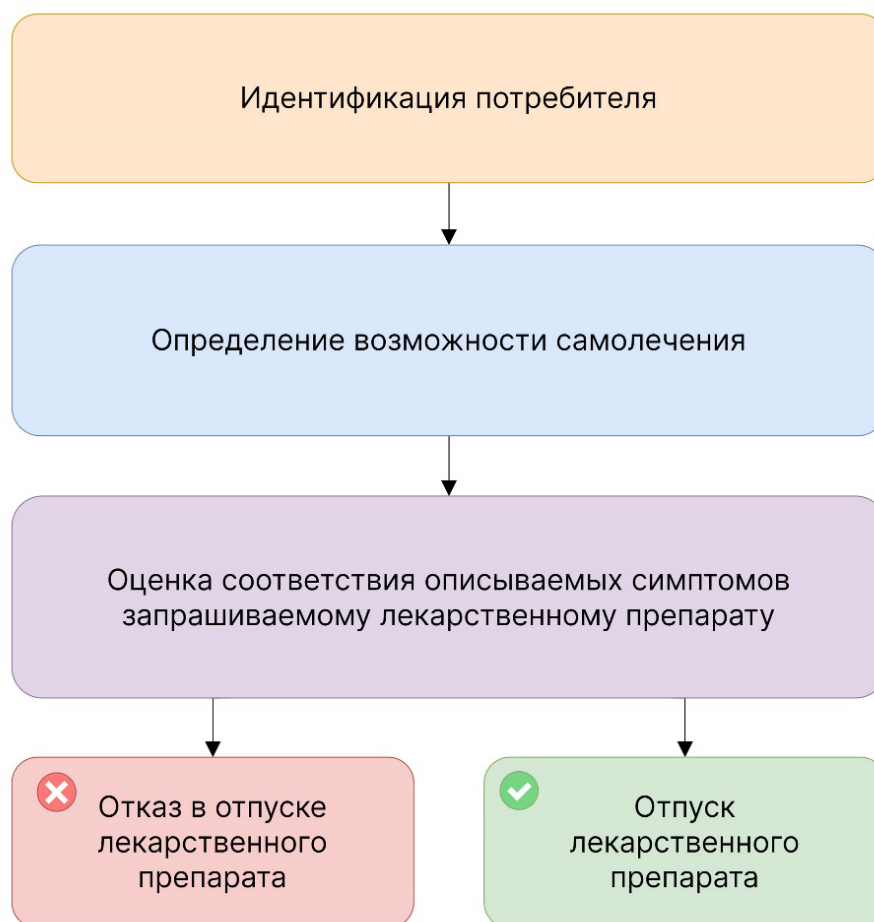 Идентификация потребителя
Определение возможности самолечения
Оценка соответствия описываемых симптомов
запрашиваемому лекарственному препарату
Отказ в отпуске
лекарственного
препарата
Отпуск
лекарственного
препарата